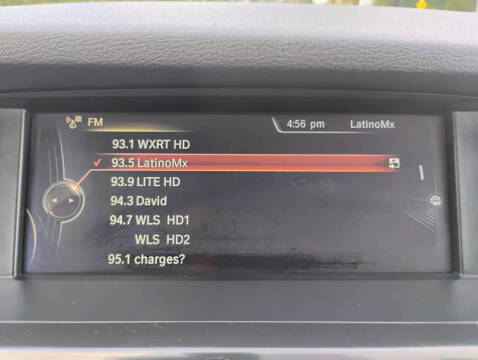 FM
4:56 pm
LatinoMx
93.1 WXRT HD
93.5 LatinoMx
93.9 LITE HD
94.3 David
94.7 WLS HD1
WLS HD2
95.1 charges?